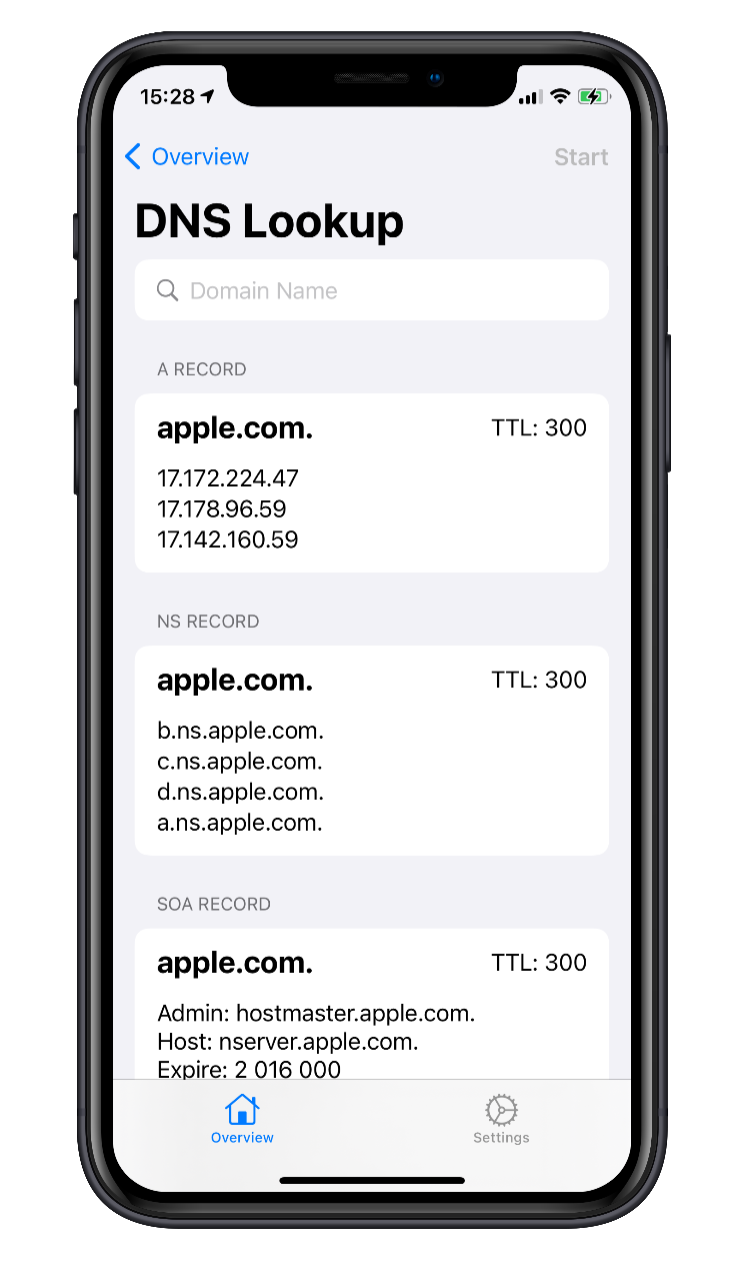 15:28
Overview
Start
DNS Lookup
Domain Name
A RECORD
apple.com.
TTL: 300
17.172.224.47
17.178.96.59
17.142.160.59
NS RECORD
apple.com.
TTL: 300
b.ns.apple.com.
c.ns.apple.com.
d.ns.apple.com.
a.ns.apple.com.
SOA RECORD
apple.com.
TTL: 300
Admin: hostmaster.apple.com.
Host: nserver.apple.com.
Expire: 2 016 000
Overview
Settings